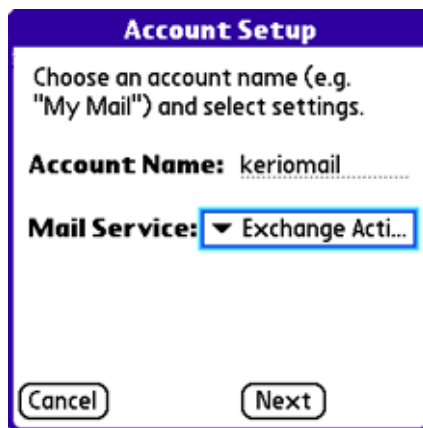 Account Setup
Choose an account name (e.g.
"My Mail") and select settings.
Account Name: keriomail
Mail Service: Exchange Acti...
Cancel Next